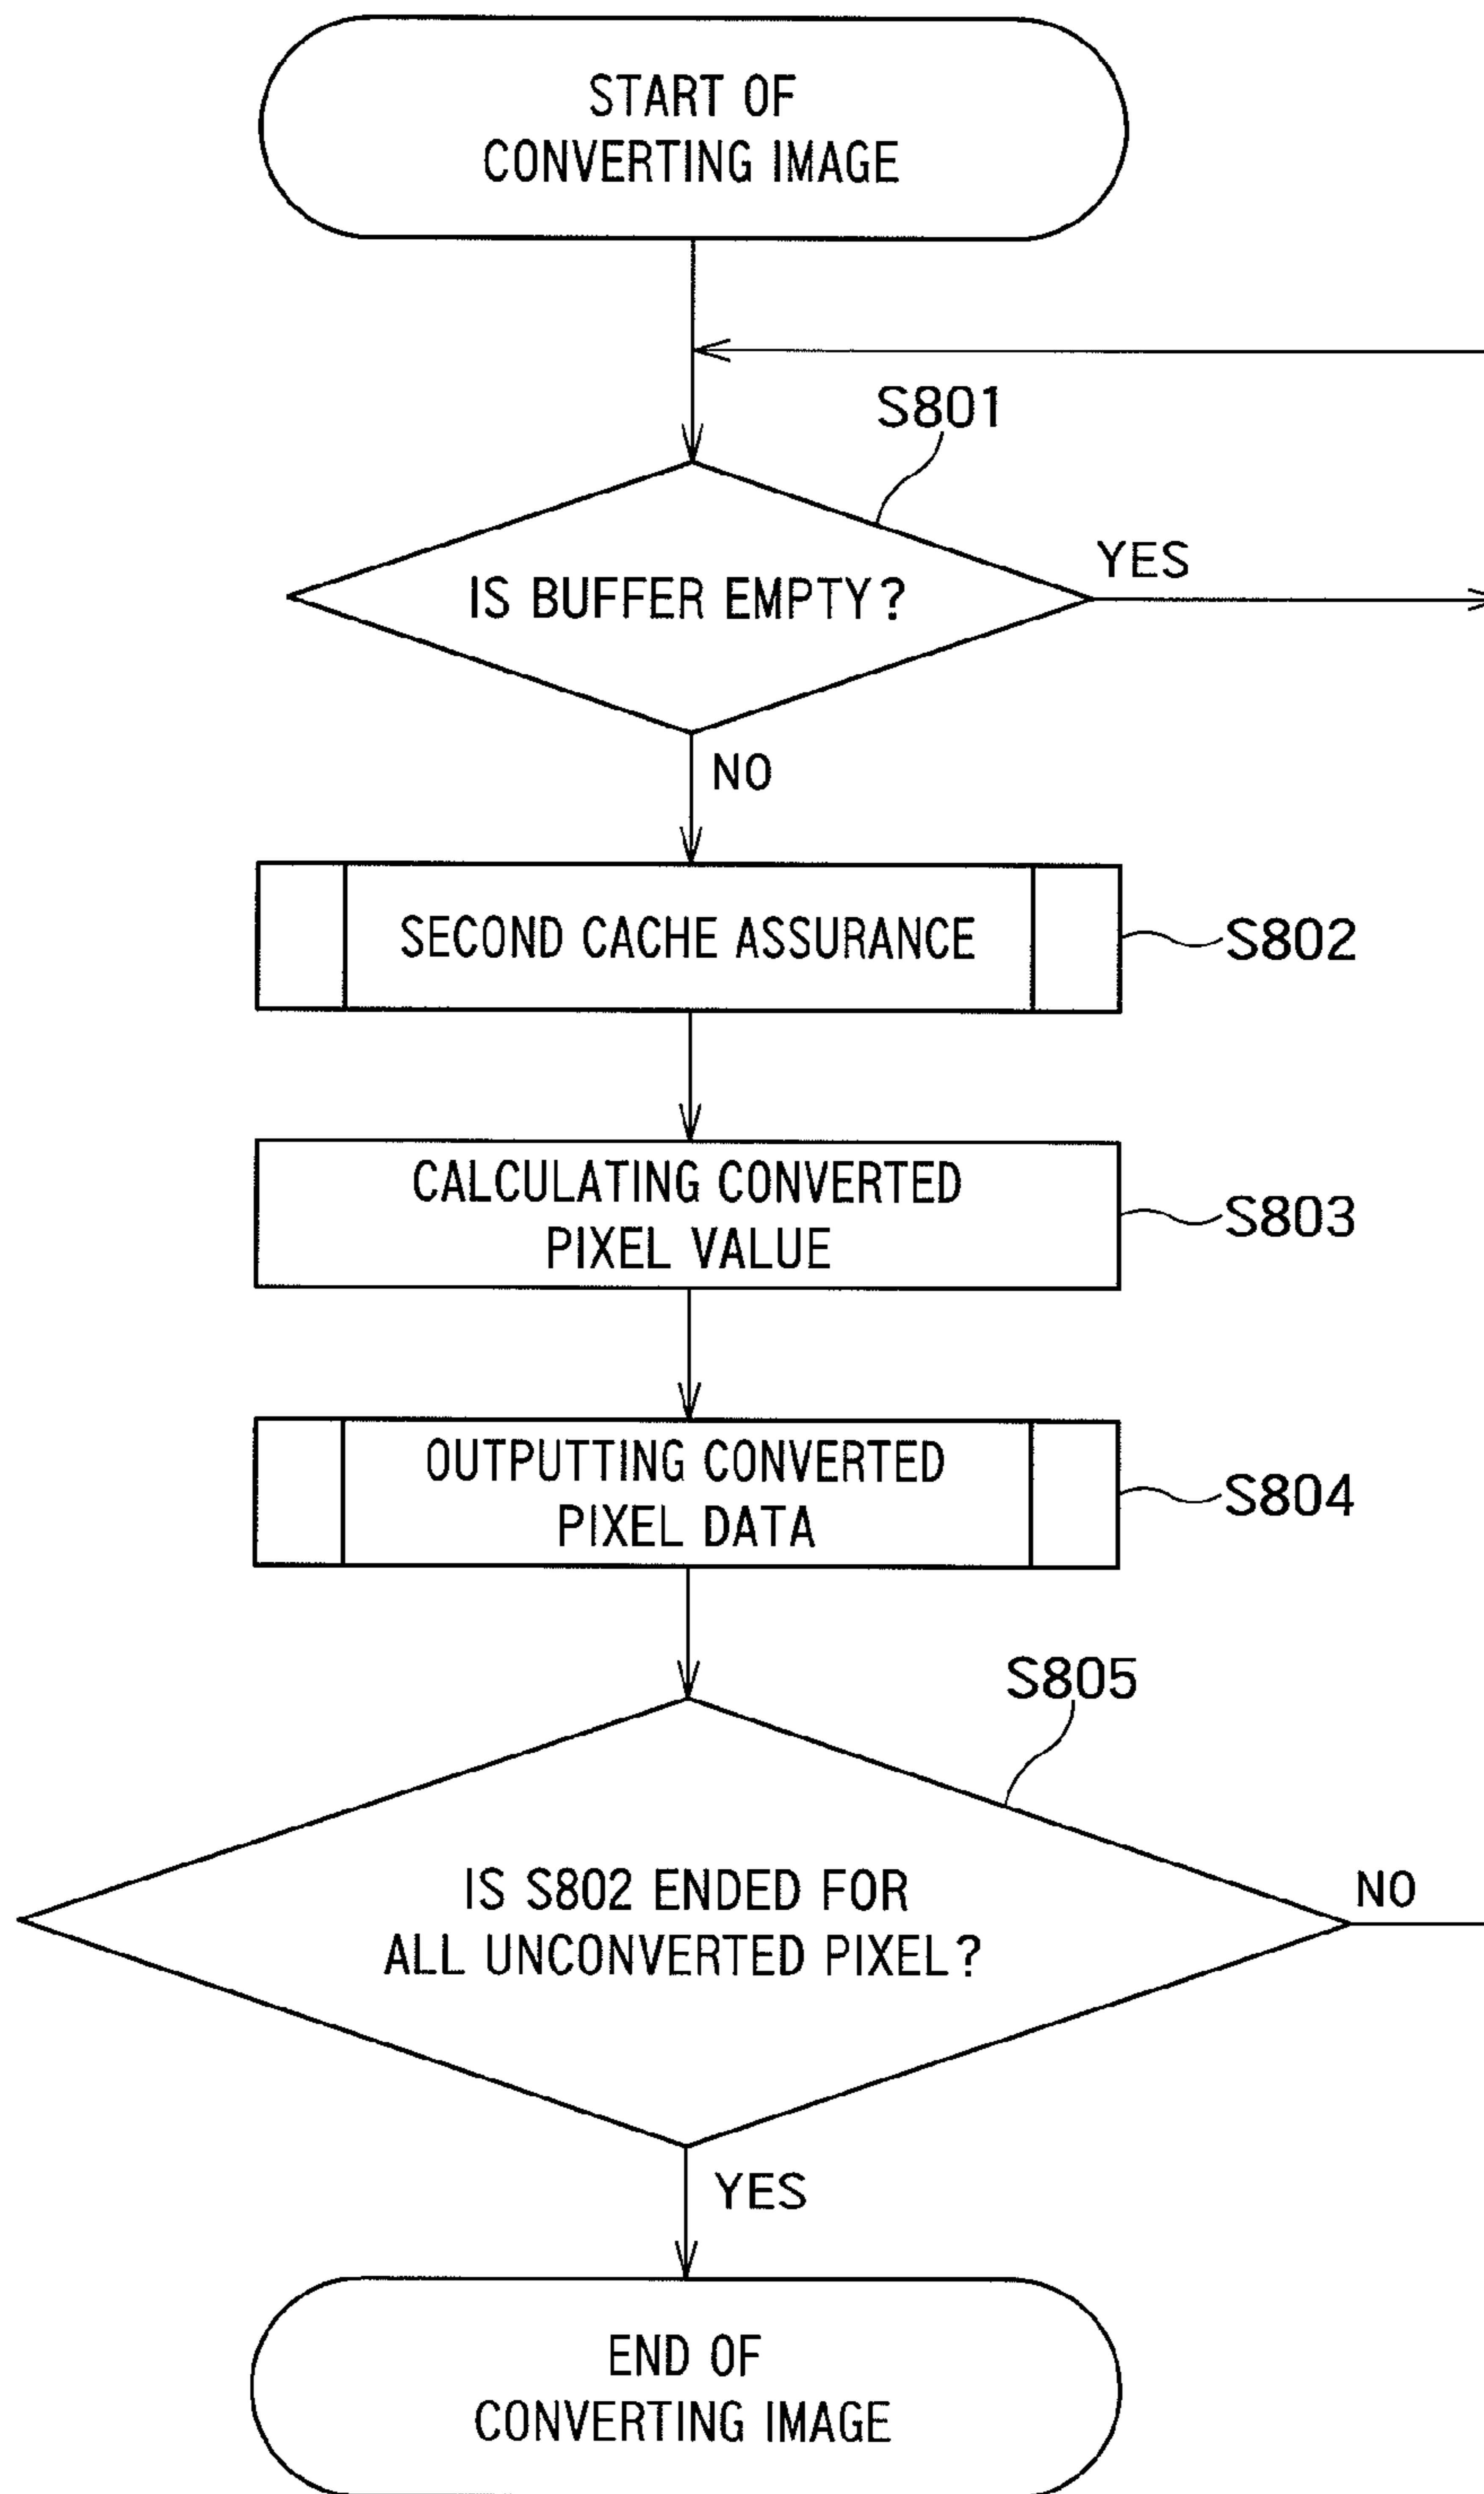 START OF
CONVERTING IMAGE
S801
IS BUFFER EMPTY?
YES
NO
SECOND CACHE ASSURANCE
S802
CALCULATING CONVERTED
PIXEL VALUE
S803
OUTPUTTING CONVERTED
PIXEL DATA
S804
S805
IS S802 ENDED FOR
ALL UNCONVERTED PIXEL?
NO
YES
END OF
CONVERTING IMAGE